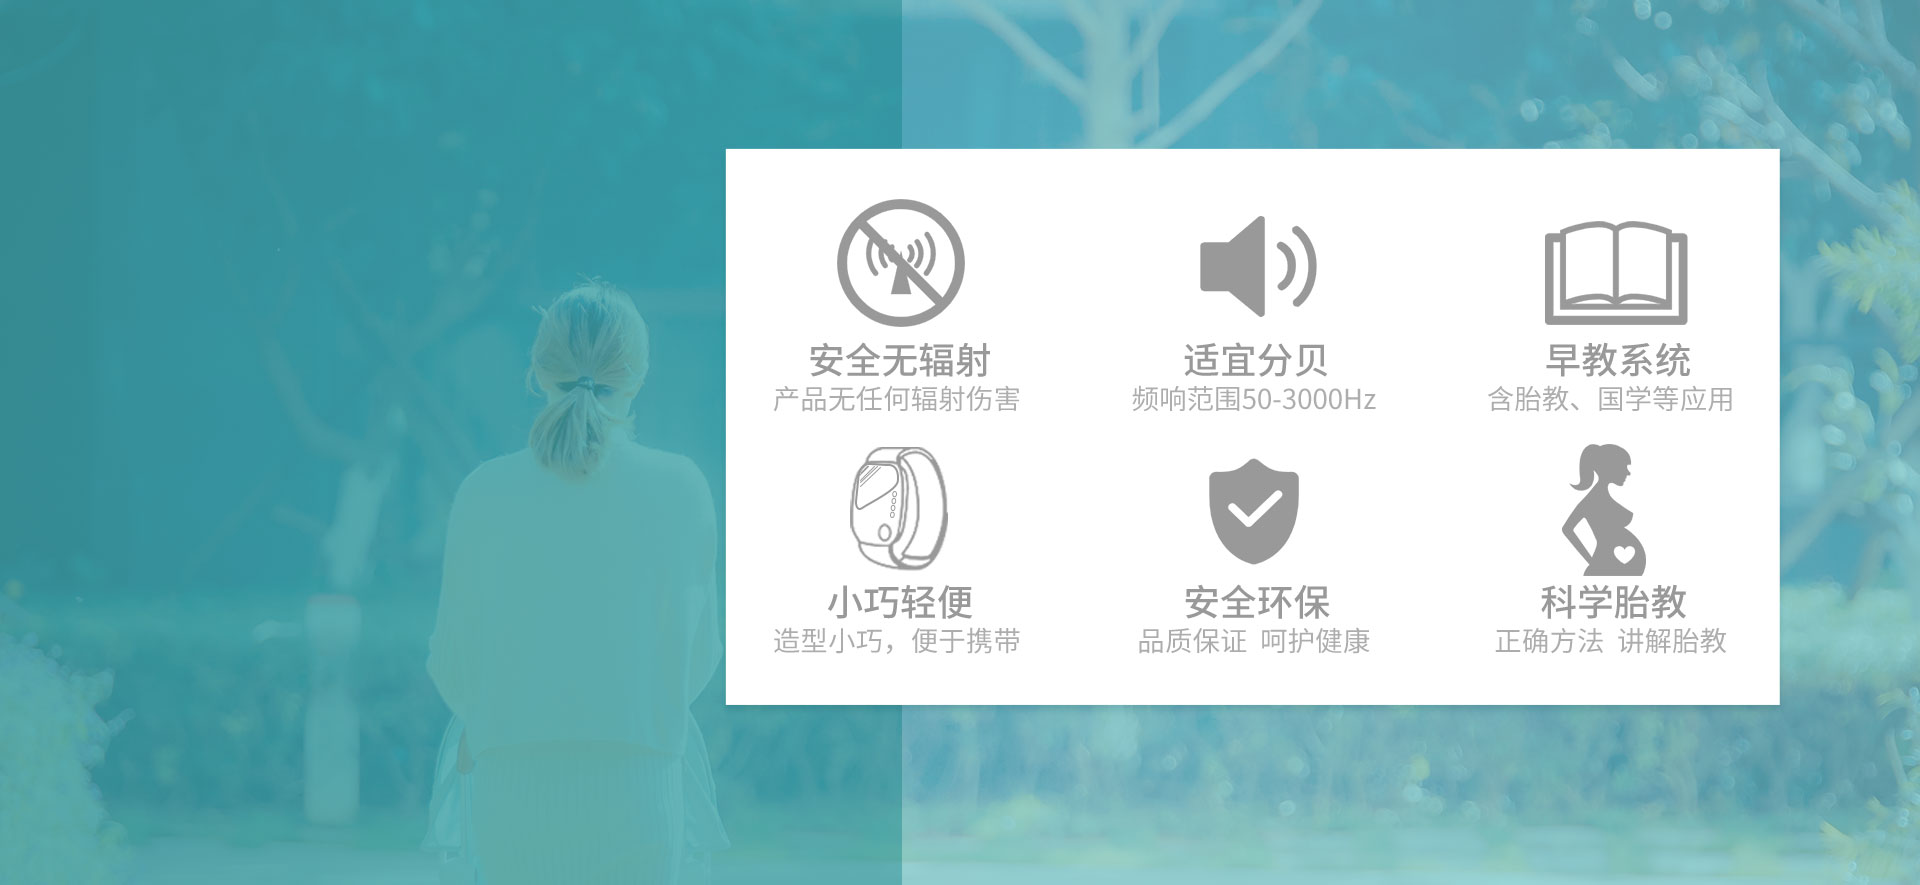 安全无辐射
产品无任何辐射伤害
适宜分贝
频响范围50-3000Hz
早教系统
含胎教、国学等应用
小巧轻便
造型小巧，便于携带
安全环保
品质保证 呵护健康
科学胎教
正确方法 讲解胎教